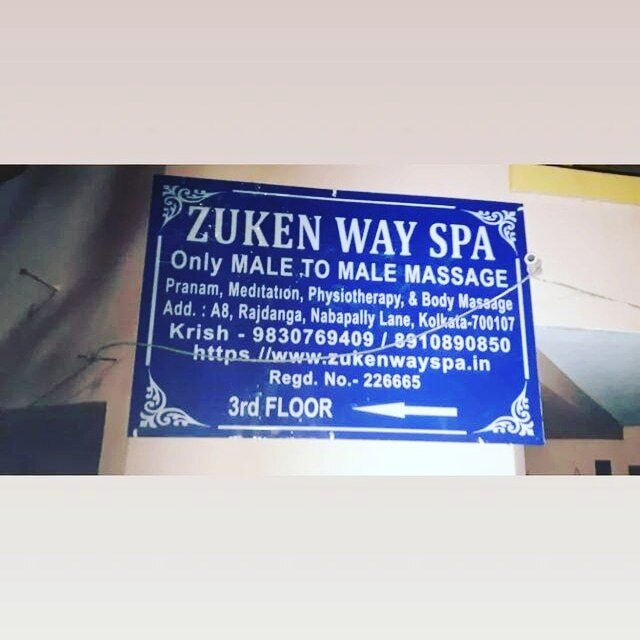 ZUKEN WAY SPA
Only MALE TO MALE MASSAGE
Pranam, Meditation, Physiotherapy, & Body Massage
Add. : A8, Rajdanga, Nabapally Lane, Kolkata-700107
Krish - 9830769409 / 8910890850
https //www.zukenwayspa.in
Regd. No.- 226665
3rd FLOOR